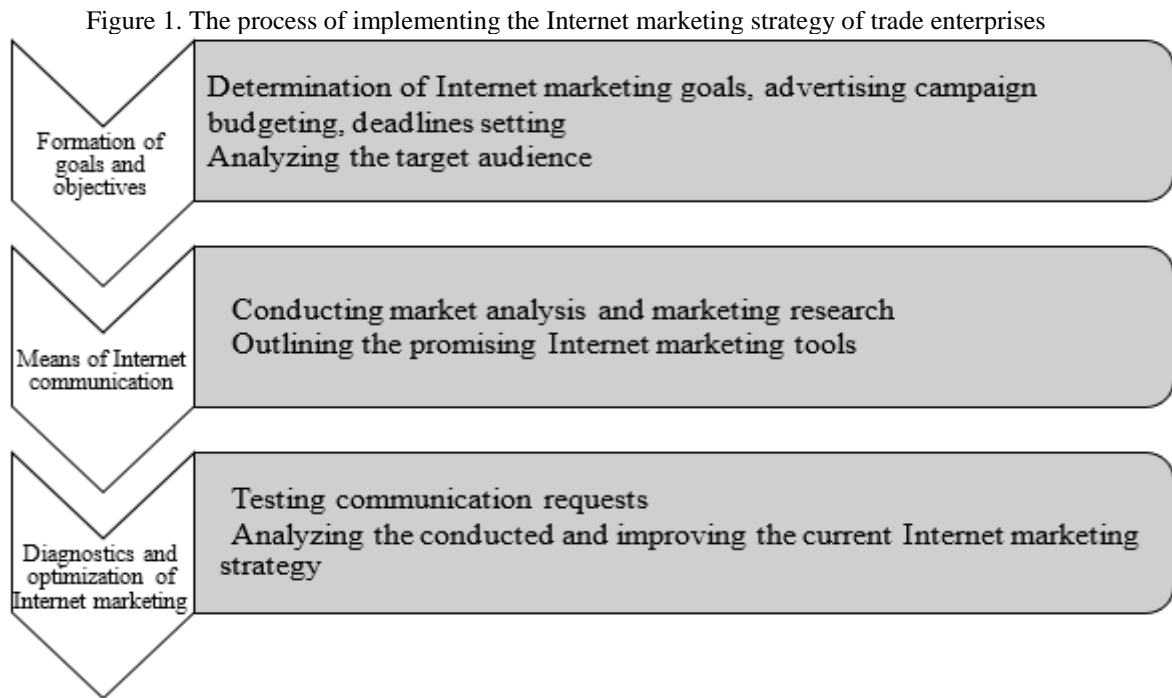 Figure 1. The process of implementing the Internet marketing strategy of trade enterprises
Formation of
goals and
objectives
Determination of Internet marketing goals, advertising campaign
budgeting, deadlines setting
Analyzing the target audience
Means of Internet
communication
Conducting market analysis and marketing research
Outlining the promising Internet marketing tools
Diagnostics and
optimization of
Internet marketing
Testing communication requests
Analyzing the conducted and improving the current Internet marketing
strategy